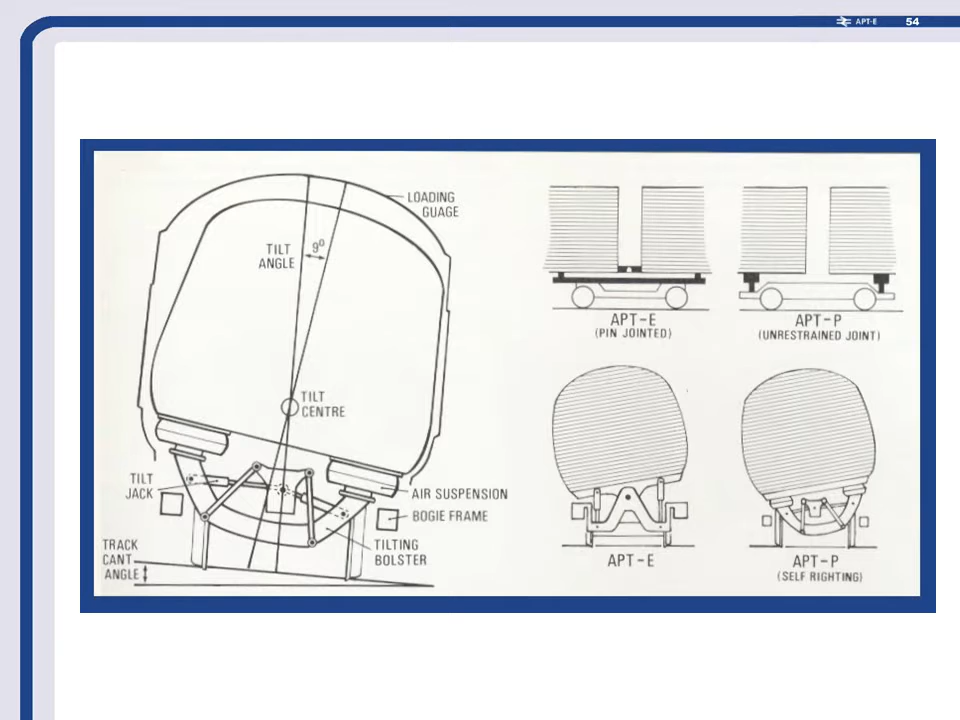 APT-E 54
LOADING
GUAGE
TILT
ANGLE
9°
TILT
CENTRE
TILT
JACK
AIR SUSPENSION
BOGIE FRAME
TRACK
CANT
ANGLE
TILTING
BOLSTER
APT-E
(PIN JOINTED)
APT-P
(UNRESTRAINED JOINT)
APT-E
APT-P
(SELF RIGHTING)